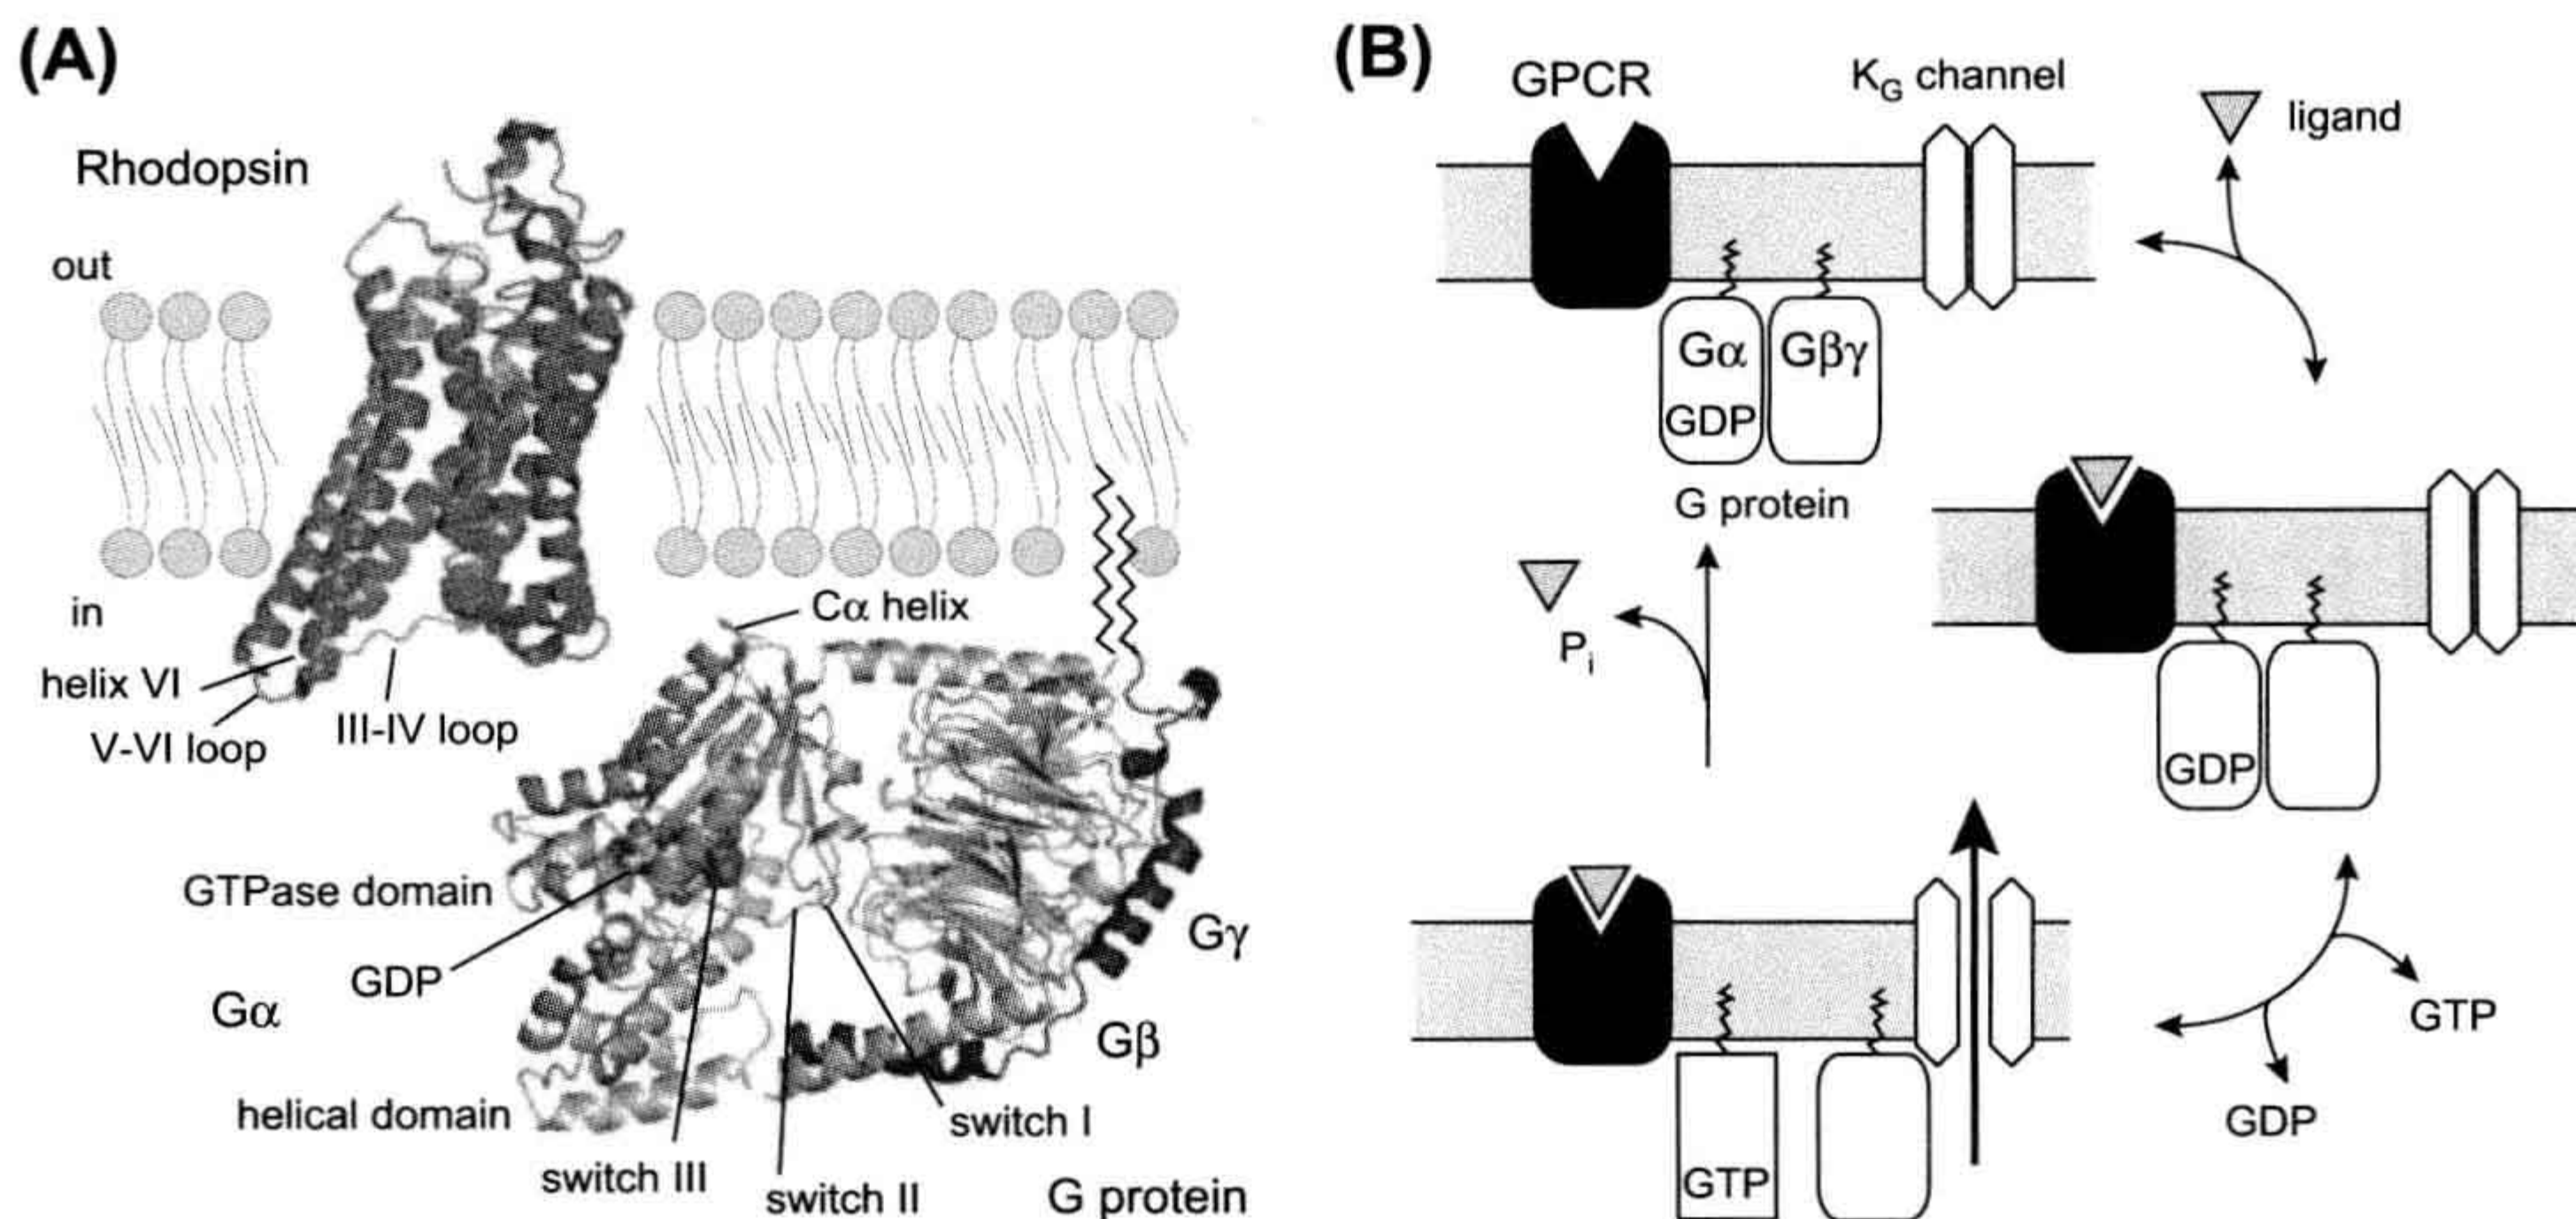 (A)
Rhodopsin
out
in
helix VI
V-VI loop
III-IV loop
Cα helix
GTPase domain
GDP
Gα
helical domain
switch III
switch II
switch I
Gγ
Gβ
G protein
(B)
GPCR
KG channel
ligand
Gα
Gβγ
GDP
G protein
Pi
GDP
GTP
GDP
GTP